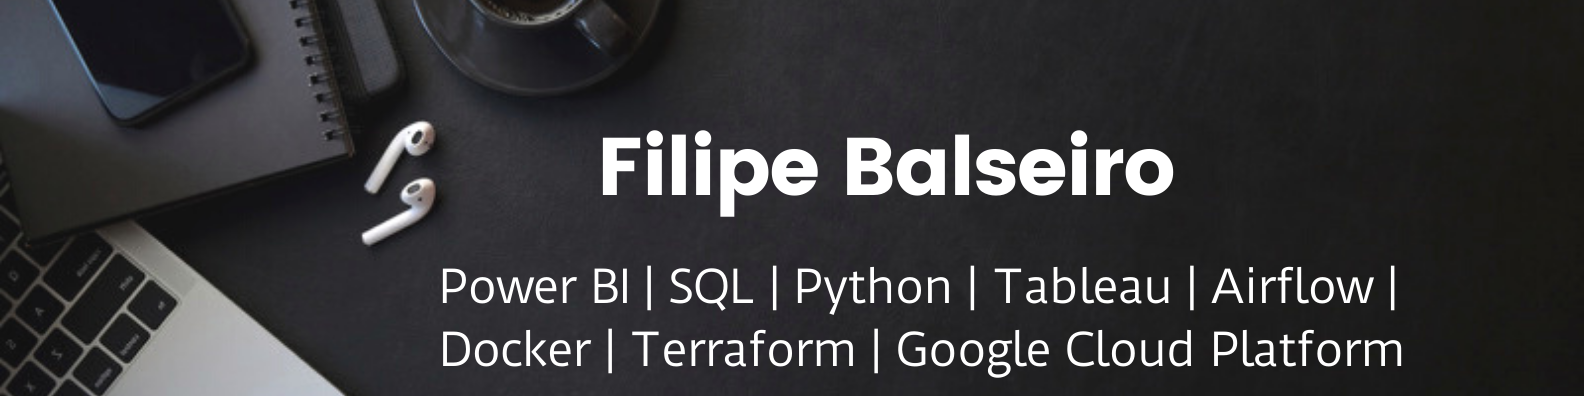 Filipe Balseiro
Power BI | SQL | Python | Tableau | Airflow |
Docker | Terraform | Google Cloud Platform